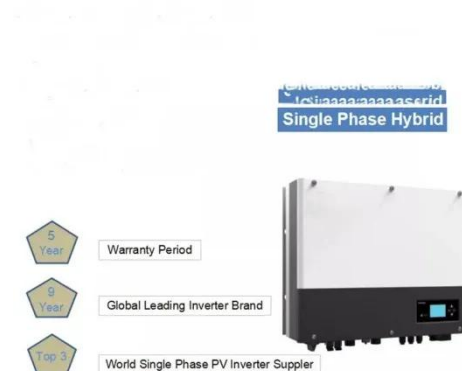 Single Phase Hybrid
5
Year
Warranty Period
9
Year
Global Leading Inverter Brand
Top 3
World Single Phase PV Inverter Suppler